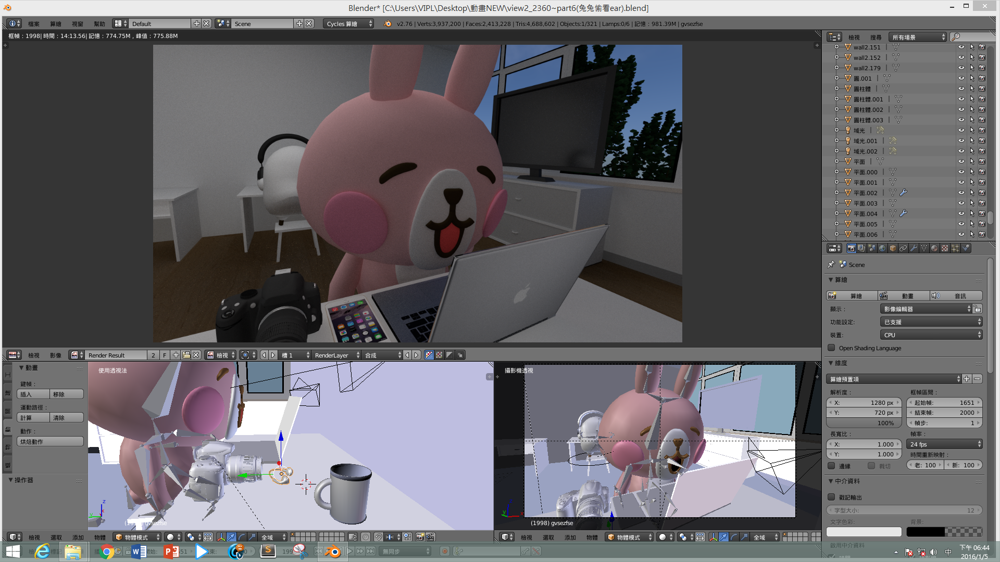 Blender* [C:\Users\VIPL\Desktop\動畫NEW\view2_2360~part6(兔兔偷看ear).blend]
檔案 算繪 視窗 幫助 Default Scene Cycles 算繪 v2.76 | Verts:3,937,200 | Faces:2,413,228 | Tris:4,688,602 | Objects:1/321 | Lamps:0/6 | 記憶 : 981.39M | gvsezfse
框幀 : 1998| 時間 : 14:13.56| 記憶 : 774.75M , 峰值 : 775.88M
檢視 搜尋 所有場景
wall2.151
wall2.152
wall2.179
圓.001
圓柱體
圓柱體.001
圓柱體.002
圓柱體.003
域光
域光.001
域光.002
平面
平面.000
平面.001
平面.002
平面.003
平面.004
平面.005
平面.006
Scene
算繪
算繪 動畫 音訊
顯示 : 影像編輯器
功能設定: 已支援
裝置: CPU
Open Shading Language
維度
算繪預置項
解析度 : 框幀區間 :
X: 1280 px 起始幀: 1651
Y: 720 px 結束幀: 2000
100% 幀步: 1
長寬比 : 幀率 :
X: 1.000 24 fps
Y: 1.000 時間重新映射 :
邊緣 裁切 老: 100 新: 100
中介資料
戳記輸出
字型大小: 12
文字色彩: 背景:
啟用中介資料
檢視 影像 Render Result 2 F 檢視 槽 1 RenderLayer 合成
動畫
鍵幀 :
插入 移除
運動路徑 :
計算 清除
動作 :
烘焙動作
操作器
使用透視法
攝影機透視
(1998) gvsezfse
檢視 選取 添加 物體 物體模式 全域
檢視 選取 添加 物體 物體模式 全域
無同步
中
下午 06:44
2016/1/5